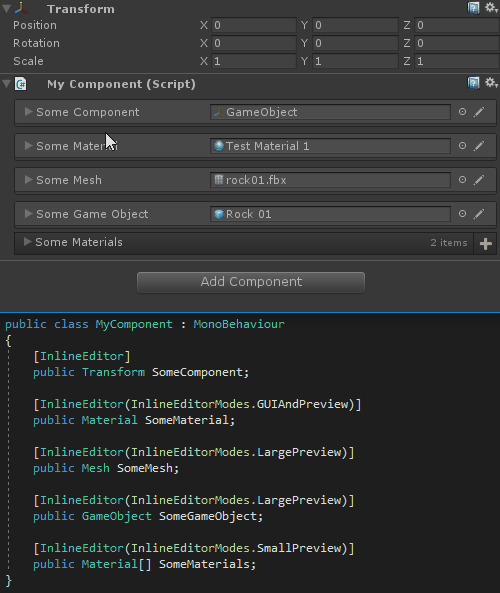 Transform
Position X 0 Y 0 Z 0
Rotation X 0 Y 0 Z 0
Scale X 1 Y 1 Z 1
My Component (Script)
Some Component GameObject
Some Material Test Material 1
Some Mesh rock01.fbx
Some Game Object Rock 01
Some Materials 2 items
Add Component
public class MyComponent : MonoBehaviour
{
[InlineEditor]
public Transform SomeComponent;
[InlineEditor(InlineEditorModes.GUIAndPreview)]
public Material SomeMaterial;
[InlineEditor(InlineEditorModes.LargePreview)]
public Mesh SomeMesh;
[InlineEditor(InlineEditorModes.LargePreview)]
public GameObject SomeGameObject;
[InlineEditor(InlineEditorModes.SmallPreview)]
public Material[] SomeMaterials;
}